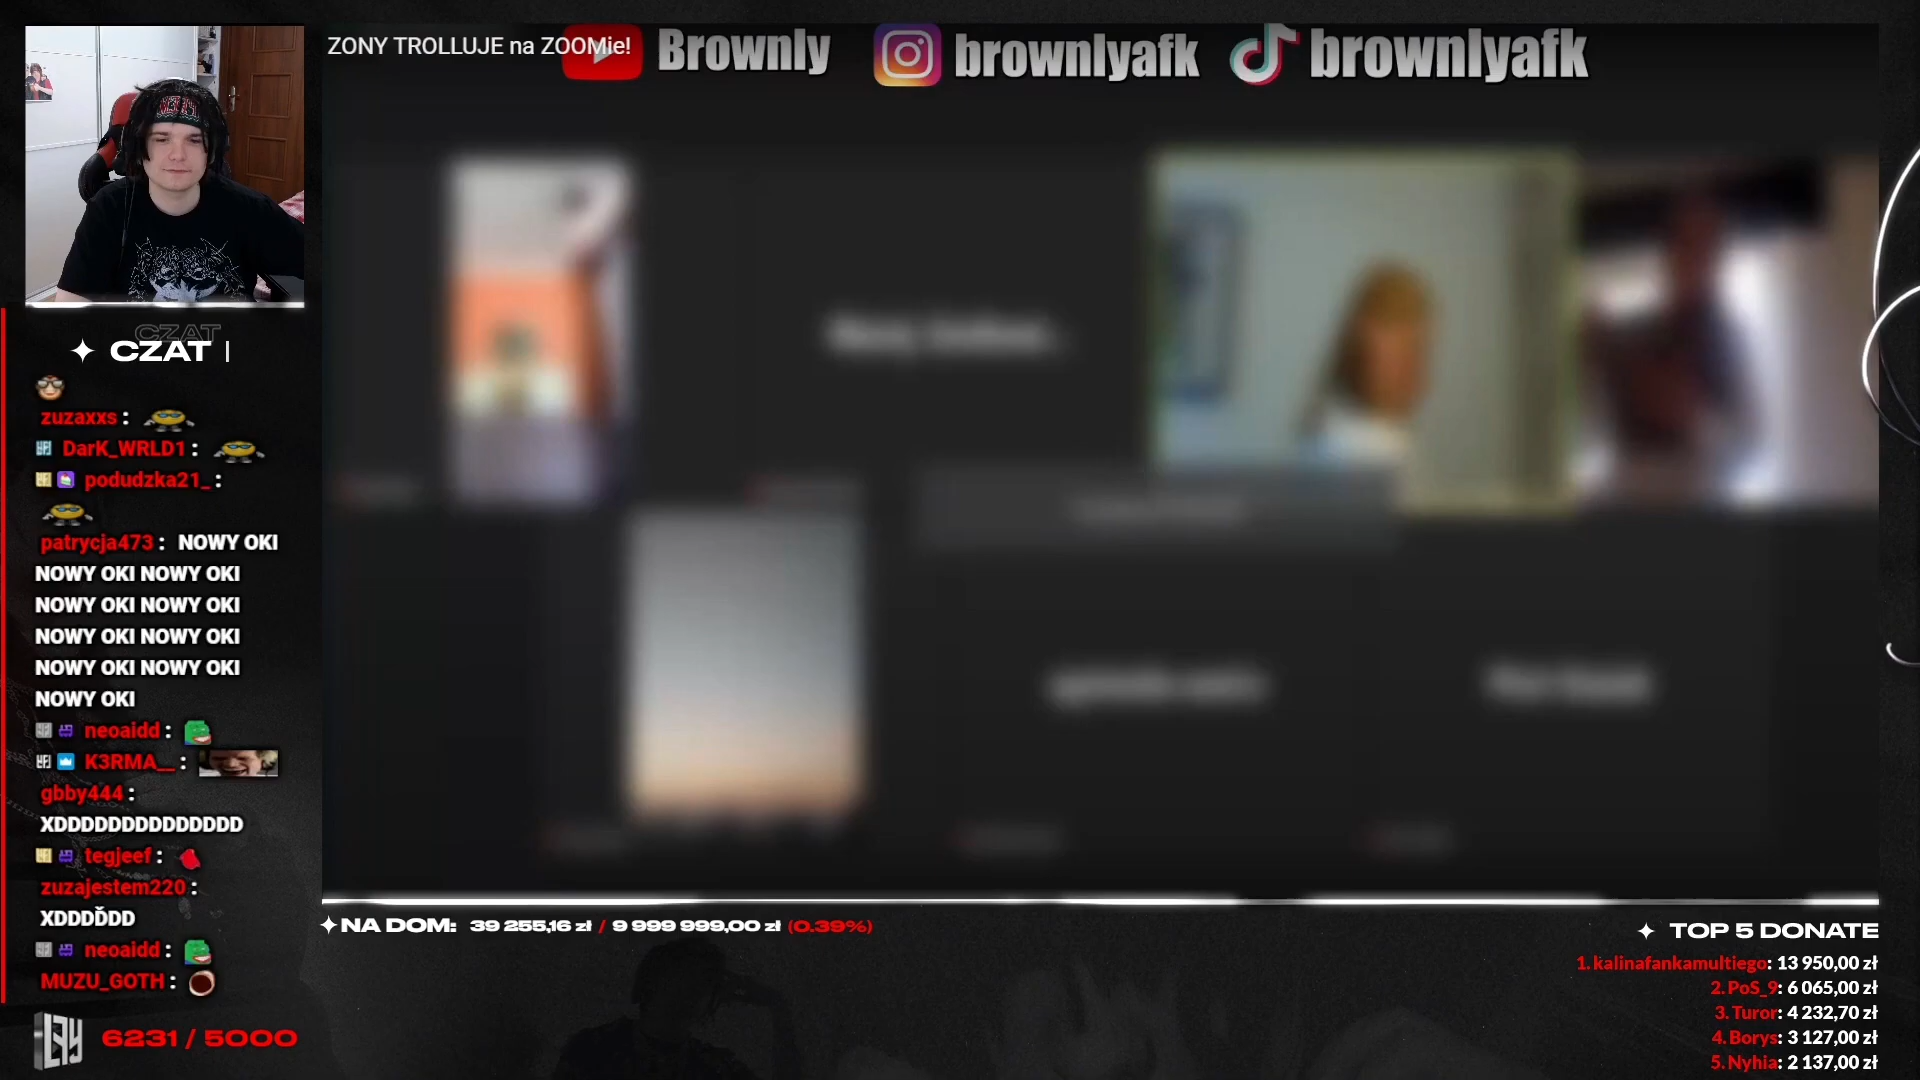 ZONY TROLLUJE na ZOOMie!
Brownly
brownlyafk
brownlyafk
CZAT
CZAT |
zuzaxxs :
DarK_WRLD1 :
podudzka21_ :
patrycja473 : NOWY OKI
NOWY OKI NOWY OKI
NOWY OKI NOWY OKI
NOWY OKI NOWY OKI
NOWY OKI NOWY OKI
NOWY OKI
neoaidd :
K3RMA__ :
gbby444 :
XDDDDDDDDDDDDDD
tegjeef :
zuzajestem220 :
XDDDĎDD
neoaidd :
MUZU_GOTH :
6231 / 5000
NA DOM: 39 255,16 zł / 9 999 999,00 zł (0.39%)
TOP 5 DONATE
1. kalinafankamultiego: 13 950,00 zł
2. PoS_9: 6 065,00 zł
3. Turor: 4 232,70 zł
4. Borys: 3 127,00 zł
5. Nyhia: 2 137,00 zł